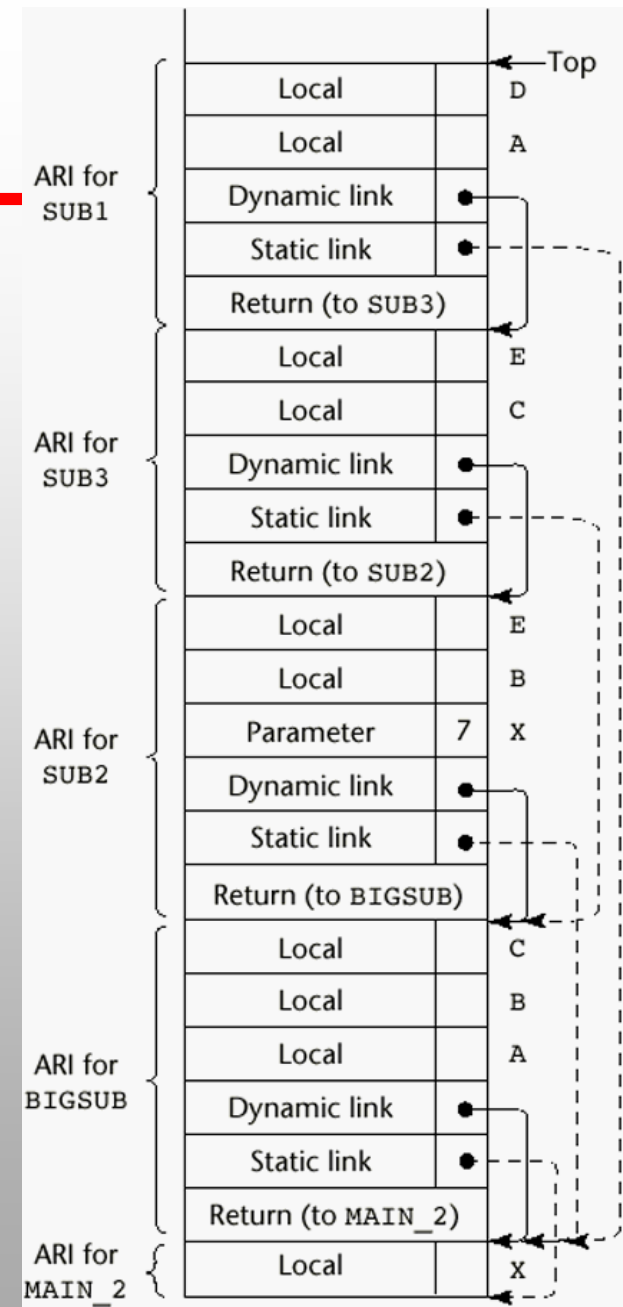 Top
Local D
Local A
ARI for
SUB1
Dynamic link
Static link
Return (to SUB3)
Local E
Local C
ARI for
SUB3
Dynamic link
Static link
Return (to SUB2)
Local E
Local B
ARI for
SUB2
Parameter 7 X
Dynamic link
Static link
Return (to BIGSUB)
Local C
Local B
Local A
ARI for
BIGSUB
Dynamic link
Static link
Return (to MAIN_2)
ARI for
MAIN_2
Local X